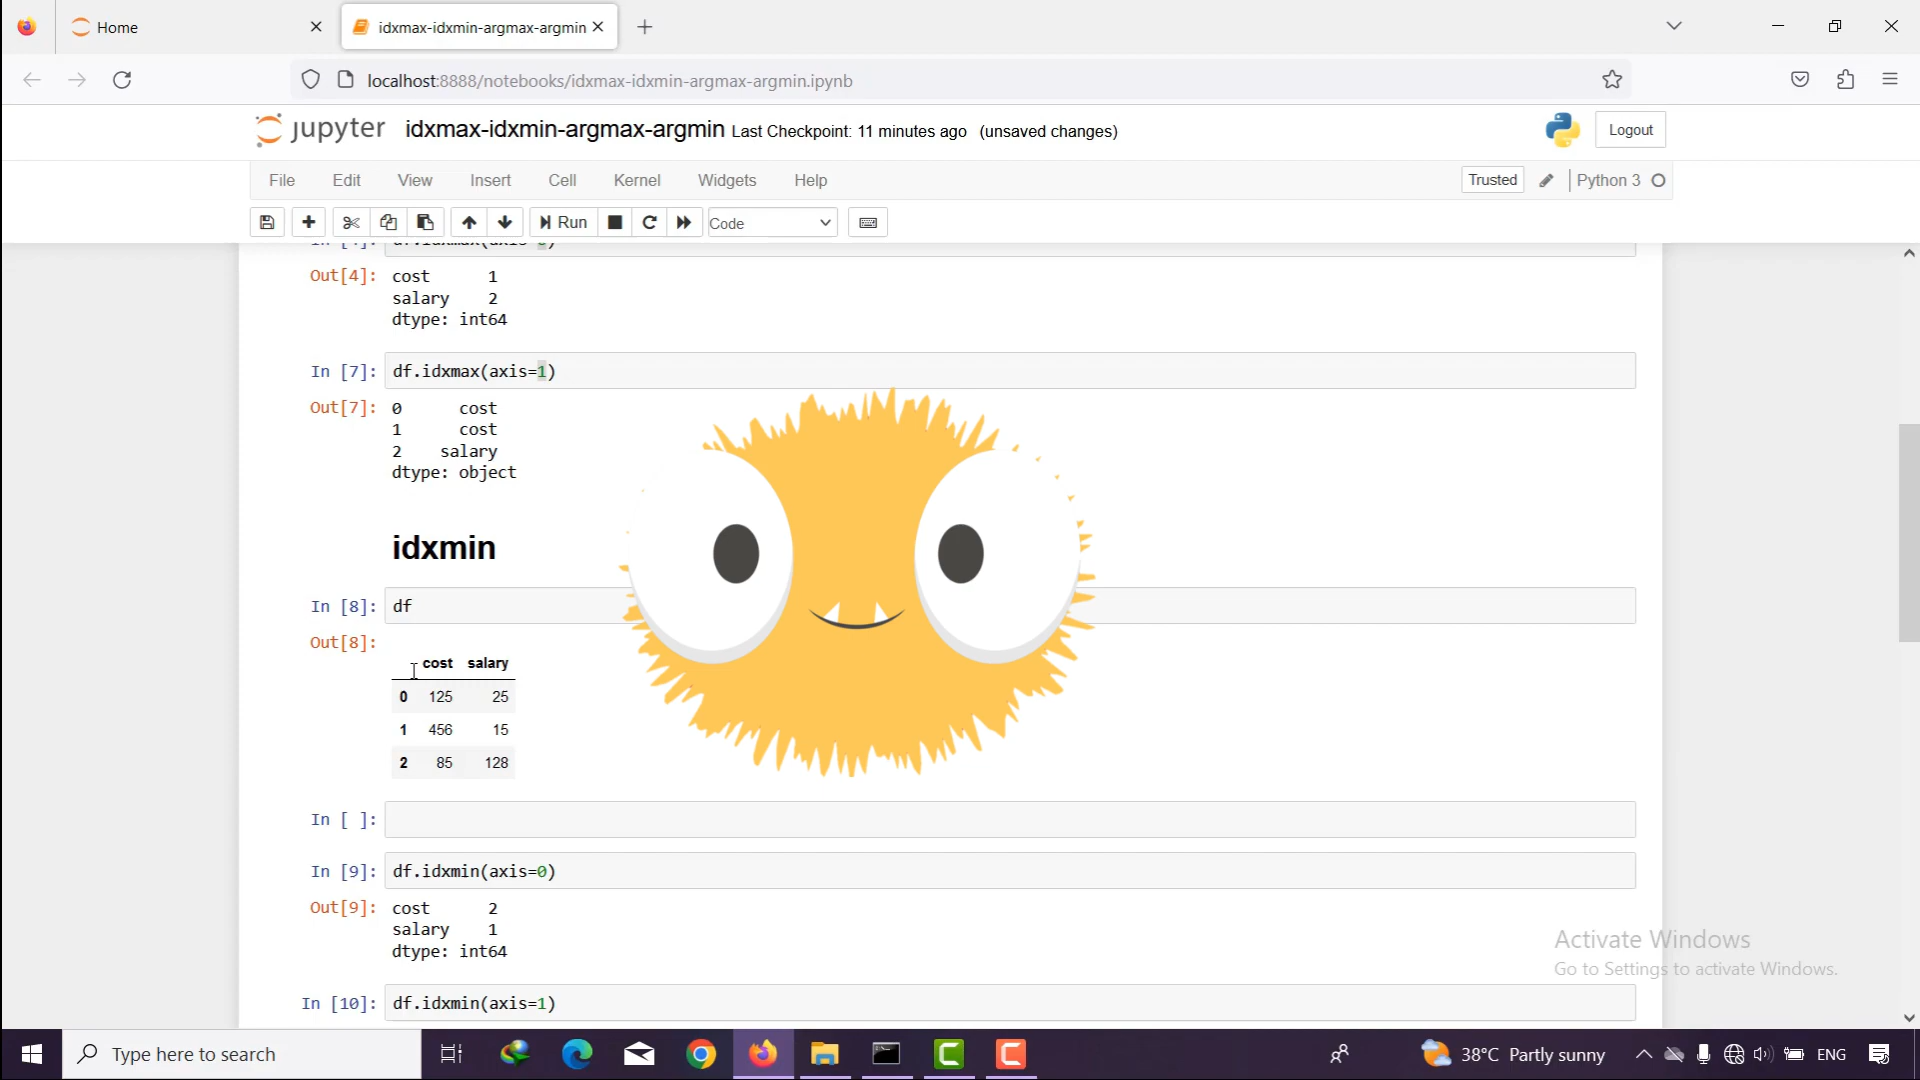 Home
idxmax-idxmin-argmax-argmin
localhost:8888/notebooks/idxmax-idxmin-argmax-argmin.ipynb
jupyter idxmax-idxmin-argmax-argmin Last Checkpoint: 11 minutes ago (unsaved changes)
Logout
File Edit View Insert Cell Kernel Widgets Help
Trusted Python 3
Run Code
Out[4]: cost 1
salary 2
dtype: int64
In [7]: df.idxmax(axis=1)
Out[7]: 0 cost
1 cost
2 salary
dtype: object
idxmin
In [8]: df
Out[8]:
cost salary
0 125 25
1 456 15
2 85 128
In [ ]:
In [9]: df.idxmin(axis=0)
Out[9]: cost 2
salary 1
dtype: int64
In [10]: df.idxmin(axis=1)
Activate Windows
Go to Settings to activate Windows.
Type here to search
38°C Partly sunny
ENG